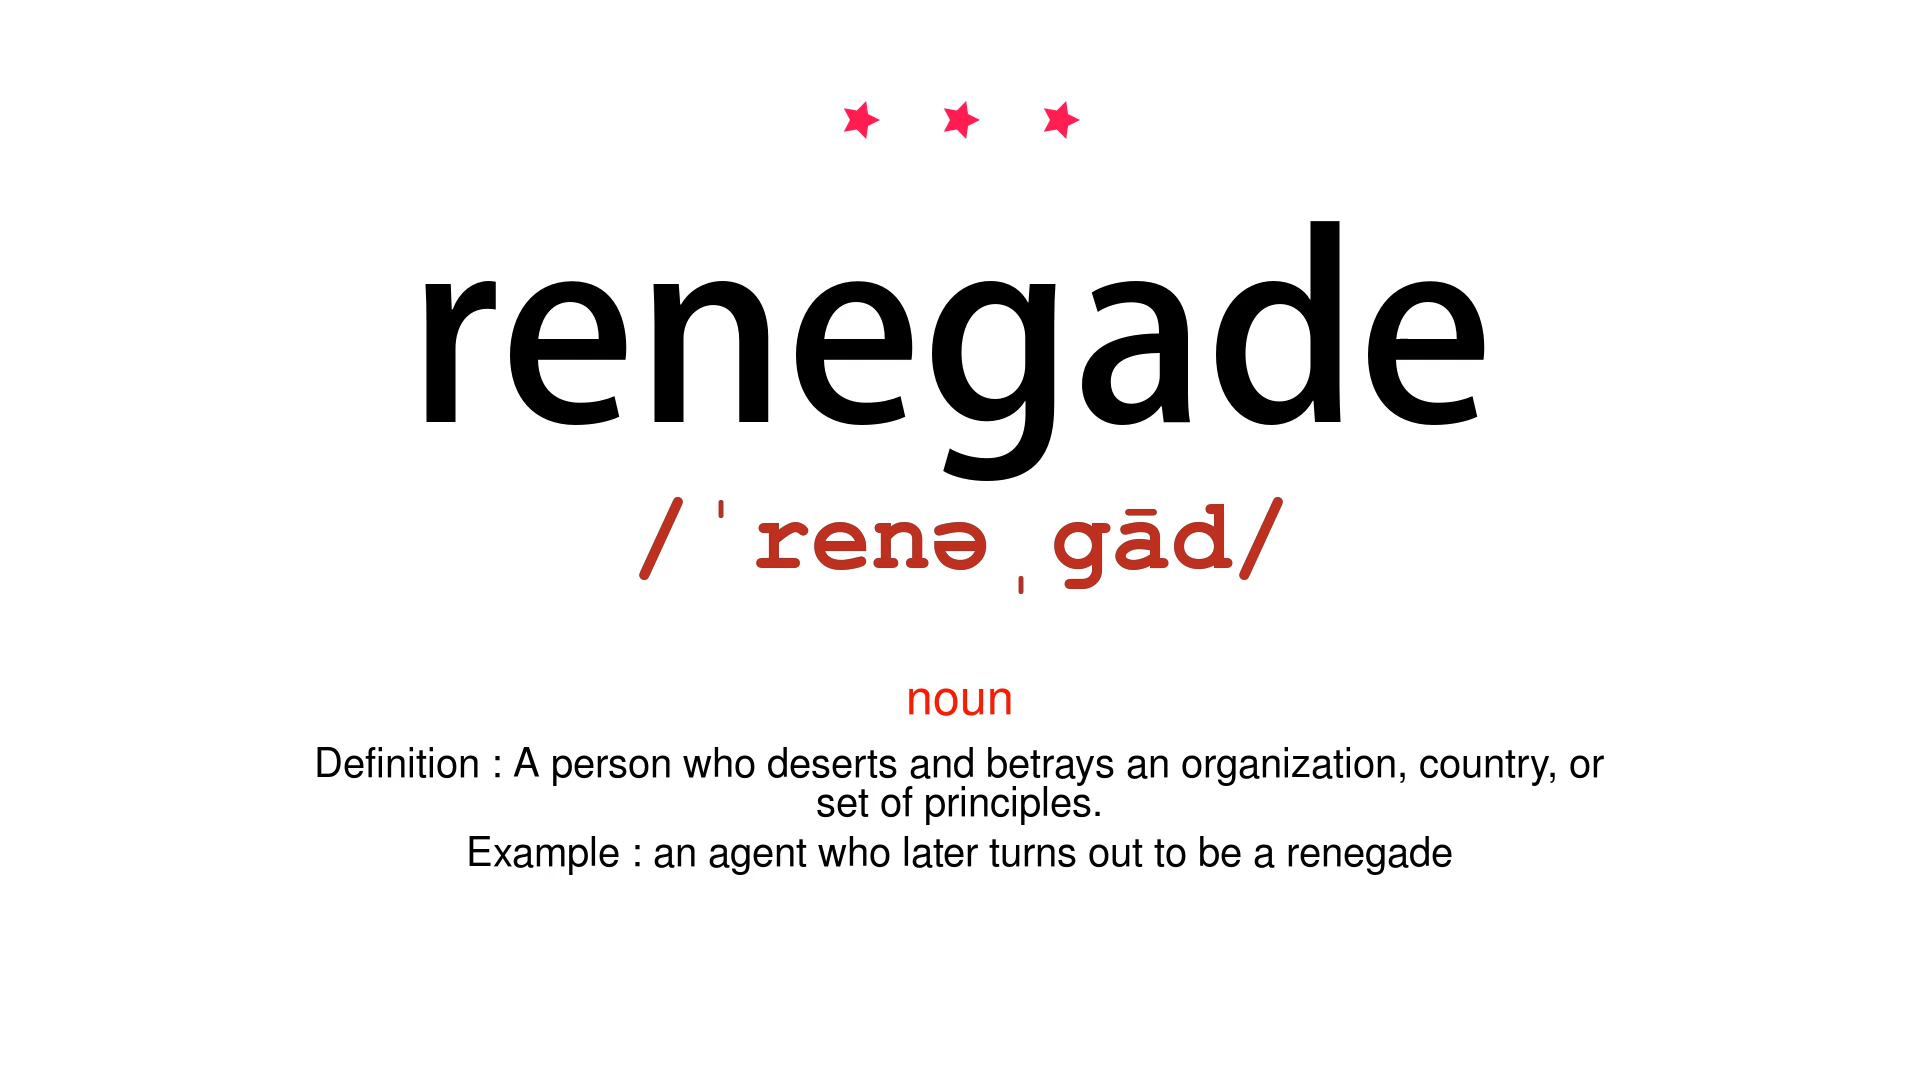 renegade
/ˈrenəˌgād/
noun
Definition : A person who deserts and betrays an organization, country, or
set of principles.
Example : an agent who later turns out to be a renegade